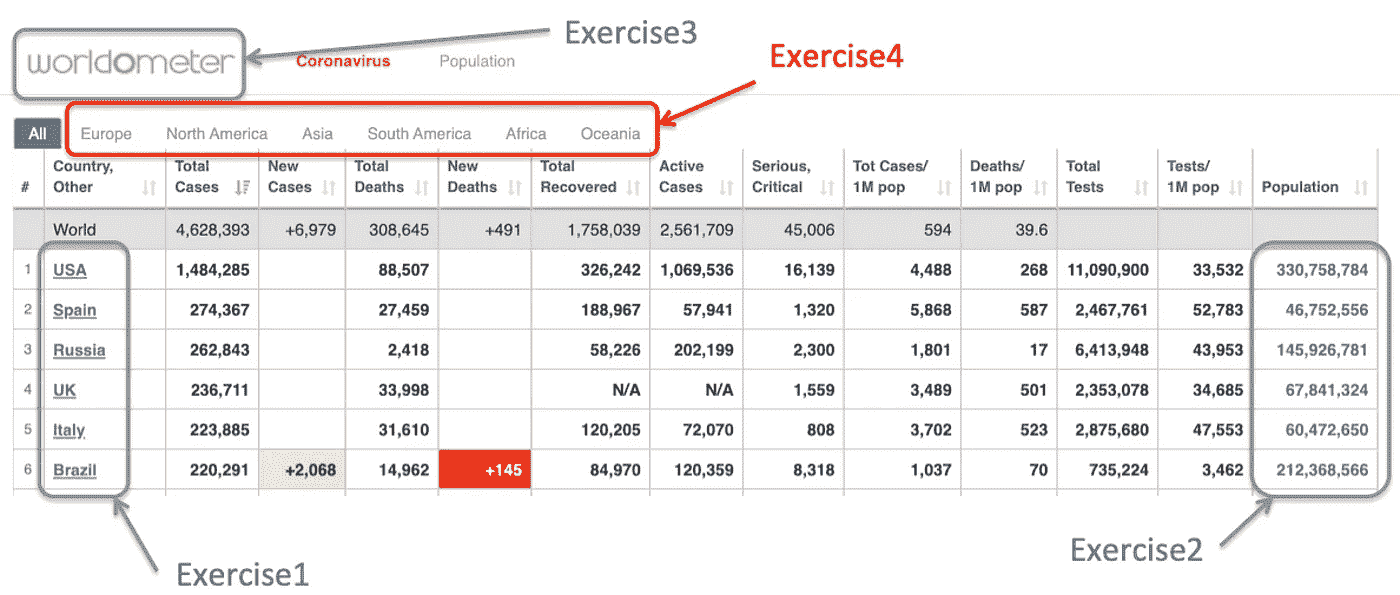 Exercise3
worldometer Coronavirus Population
Exercise4
All Europe North America Asia South America Africa Oceania
# Country, Other Total Cases New Cases Total Deaths New Deaths Total Recovered Active Cases Serious, Critical Tot Cases/ 1M pop Deaths/ 1M pop Total Tests Tests/ 1M pop Population
World 4,628,393 +6,979 308,645 +491 1,758,039 2,561,709 45,006 594 39.6
1 USA 1,484,285 88,507 326,242 1,069,536 16,139 4,488 268 11,090,900 33,532 330,758,784
2 Spain 274,367 27,459 188,967 57,941 1,320 5,868 587 2,467,761 52,783 46,752,556
3 Russia 262,843 2,418 58,226 202,199 2,300 1,801 17 6,413,948 43,953 145,926,781
4 UK 236,711 33,998 N/A N/A 1,559 3,489 501 2,353,078 34,685 67,841,324
5 Italy 223,885 31,610 120,205 72,070 808 3,702 523 2,875,680 47,553 60,472,650
6 Brazil 220,291 +2,068 14,962 +145 84,970 120,359 8,318 1,037 70 735,224 3,462 212,368,566
Exercise1
Exercise2